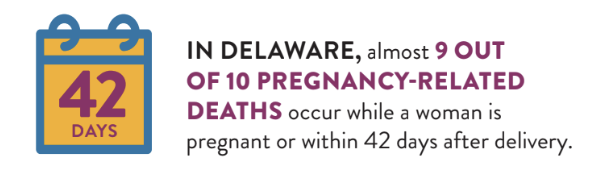 42
DAYS
IN DELAWARE, almost 9 OUT
OF 10 PREGNANCY-RELATED
DEATHS occur while a woman is
pregnant or within 42 days after delivery.